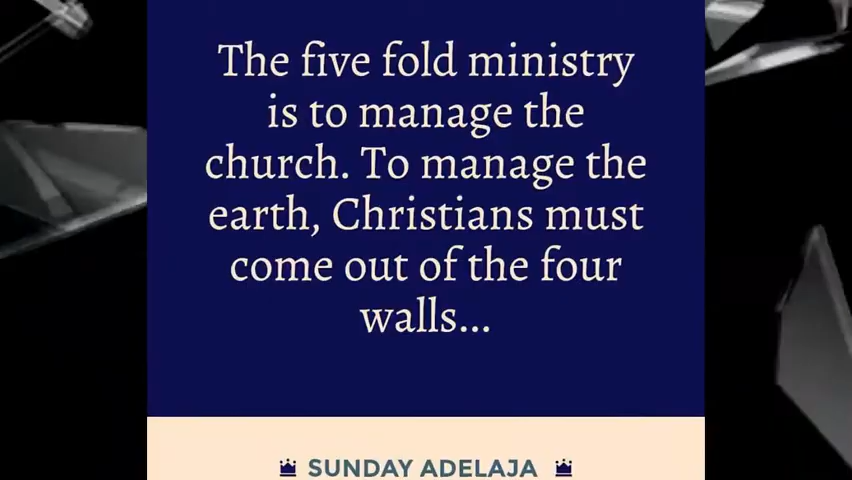 The five fold ministry
is to manage the
church. To manage the
earth, Christians must
come out of the four
walls...
SUNDAY ADELAJA